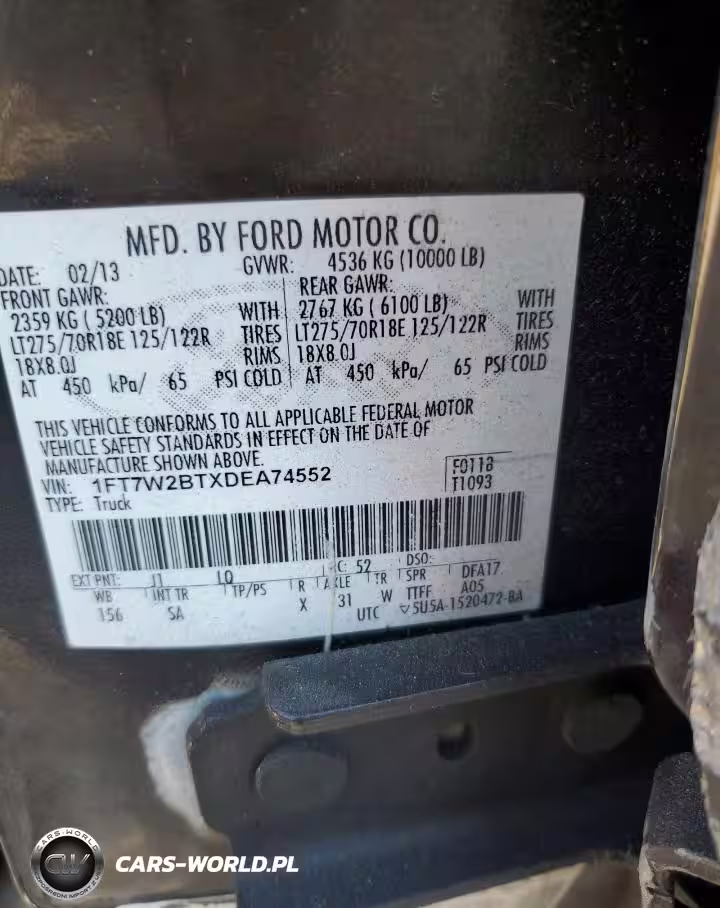 MFD. BY FORD MOTOR CO.
DATE: 02/13 GVWR: 4536 KG (10000 LB)
FRONT GAWR: REAR GAWR:
2359 KG ( 5200 LB) WITH 2767 KG ( 6100 LB) WITH
LT275/70R18E 125/122R TIRES LT275/70R18E 125/122R TIRES
18X8.0J RIMS 18X8.0J RIMS
AT 450 kPa/ 65 PSI COLD AT 450 kPa/ 65 PSI COLD
THIS VEHICLE CONFORMS TO ALL APPLICABLE FEDERAL MOTOR
VEHICLE SAFETY STANDARDS IN EFFECT ON THE DATE OF
MANUFACTURE SHOWN ABOVE.
VIN: 1FT7W2BTXDEA74552 F0118
TYPE: Truck T1093
EXT PNT: J1 LQ RC: 52 DSO:
WB INT TR TP/PS R AXLE TR SPR DFA17
156 SA X 31 W TTFF A05
UTC ▽5U5A-1520472-BA
CARS-WORLD
CW
CARS-WORLD.PL